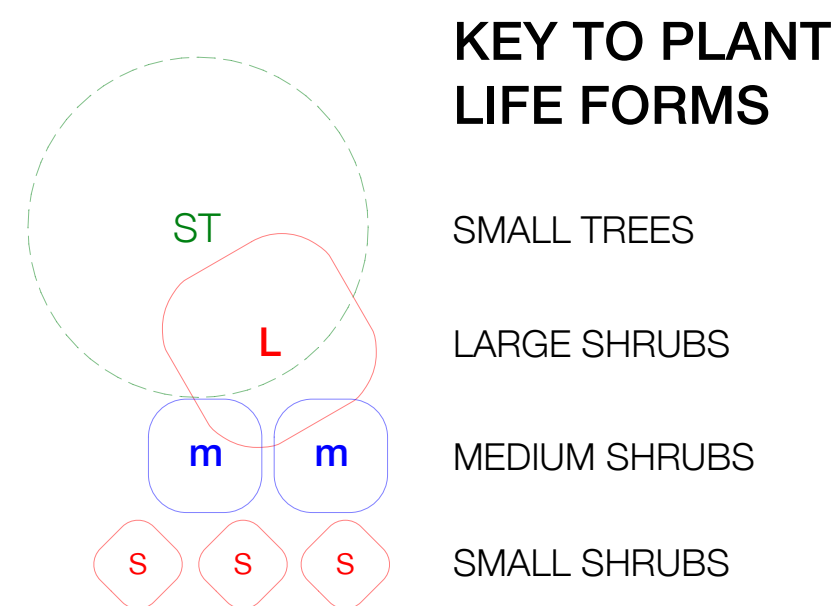 KEY TO PLANT
LIFE FORMS
ST
SMALL TREES
L
LARGE SHRUBS
m m
MEDIUM SHRUBS
S S S
SMALL SHRUBS